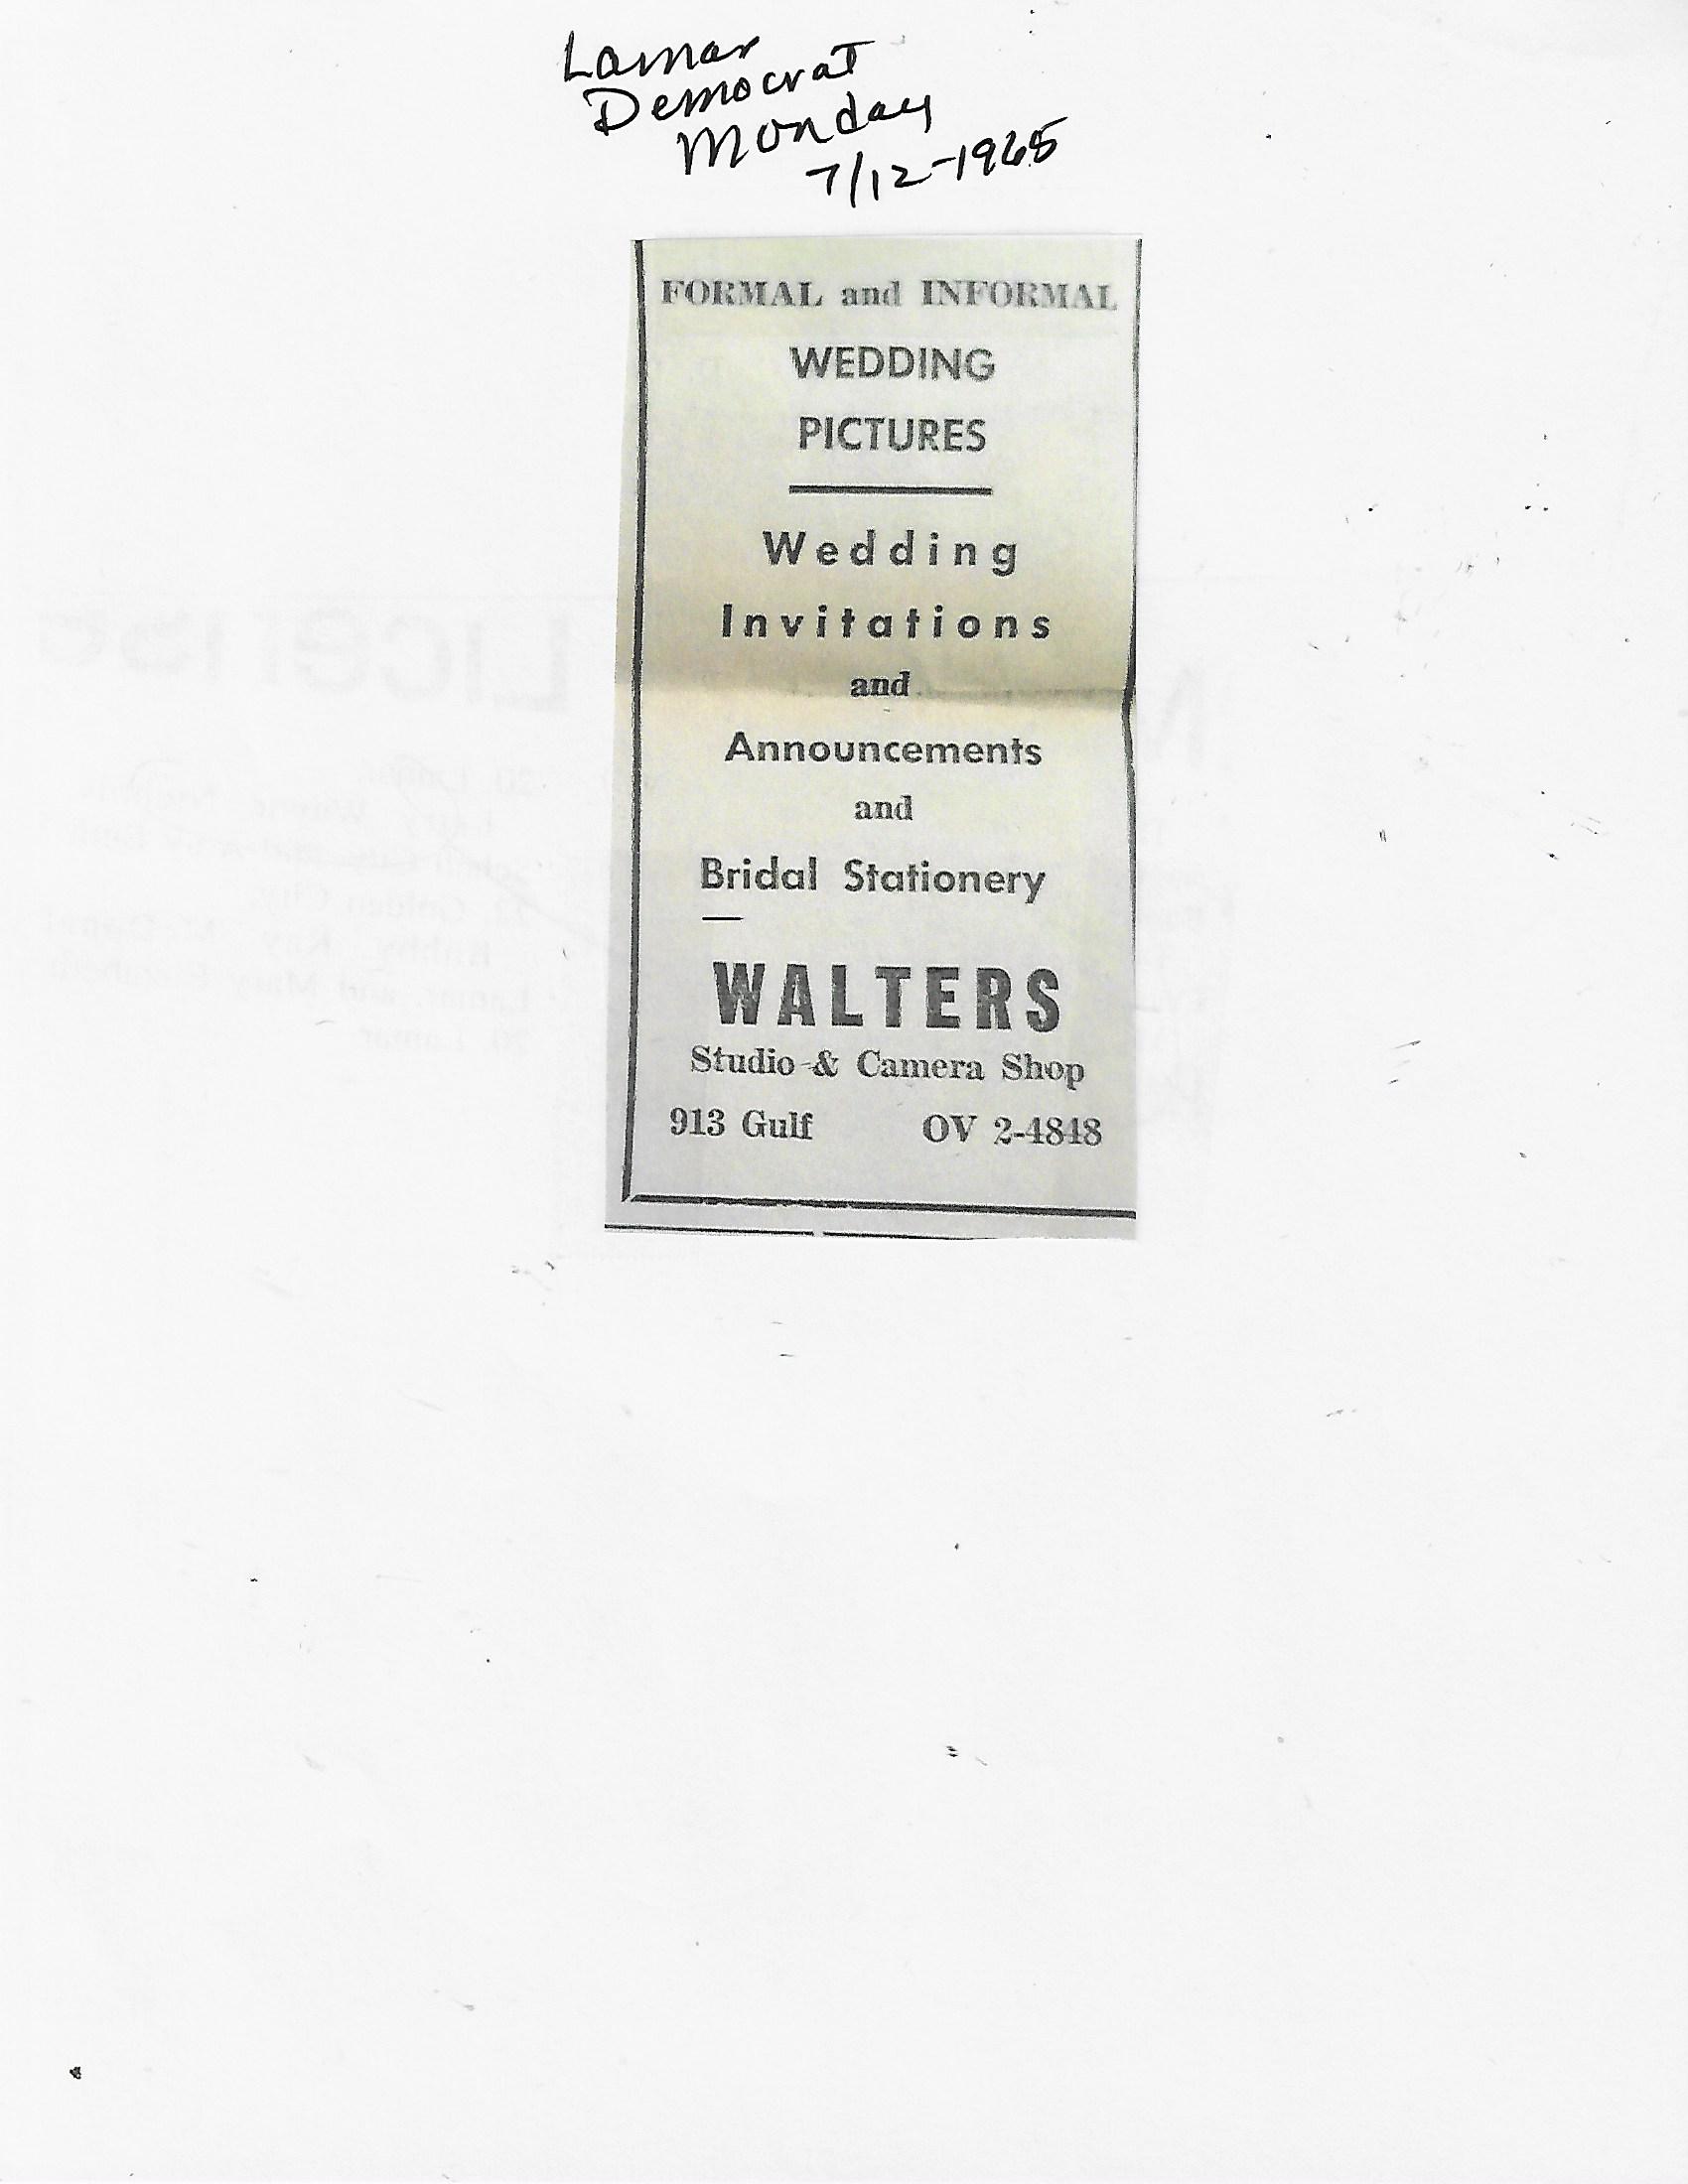 Lamar
Democrat
Monday
7/12-1965
FORMAL and INFORMAL
WEDDING
PICTURES
Wedding
Invitations
and
Announcements
and
Bridal Stationery
WALTERS
Studio & Camera Shop
913 Gulf OV 2-4848